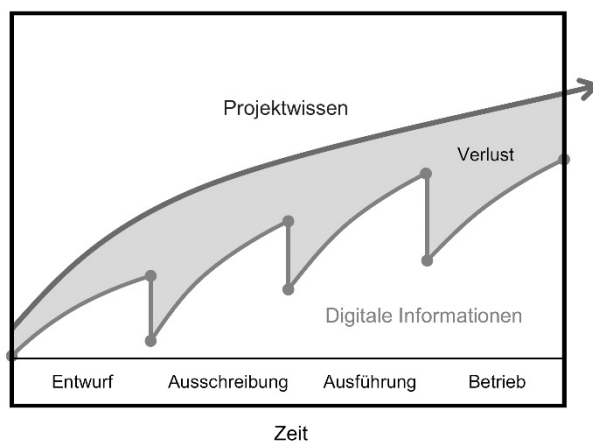 Projektwissen
Verlust
Digitale Informationen
Entwurf Ausschreibung Ausführung Betrieb
Zeit